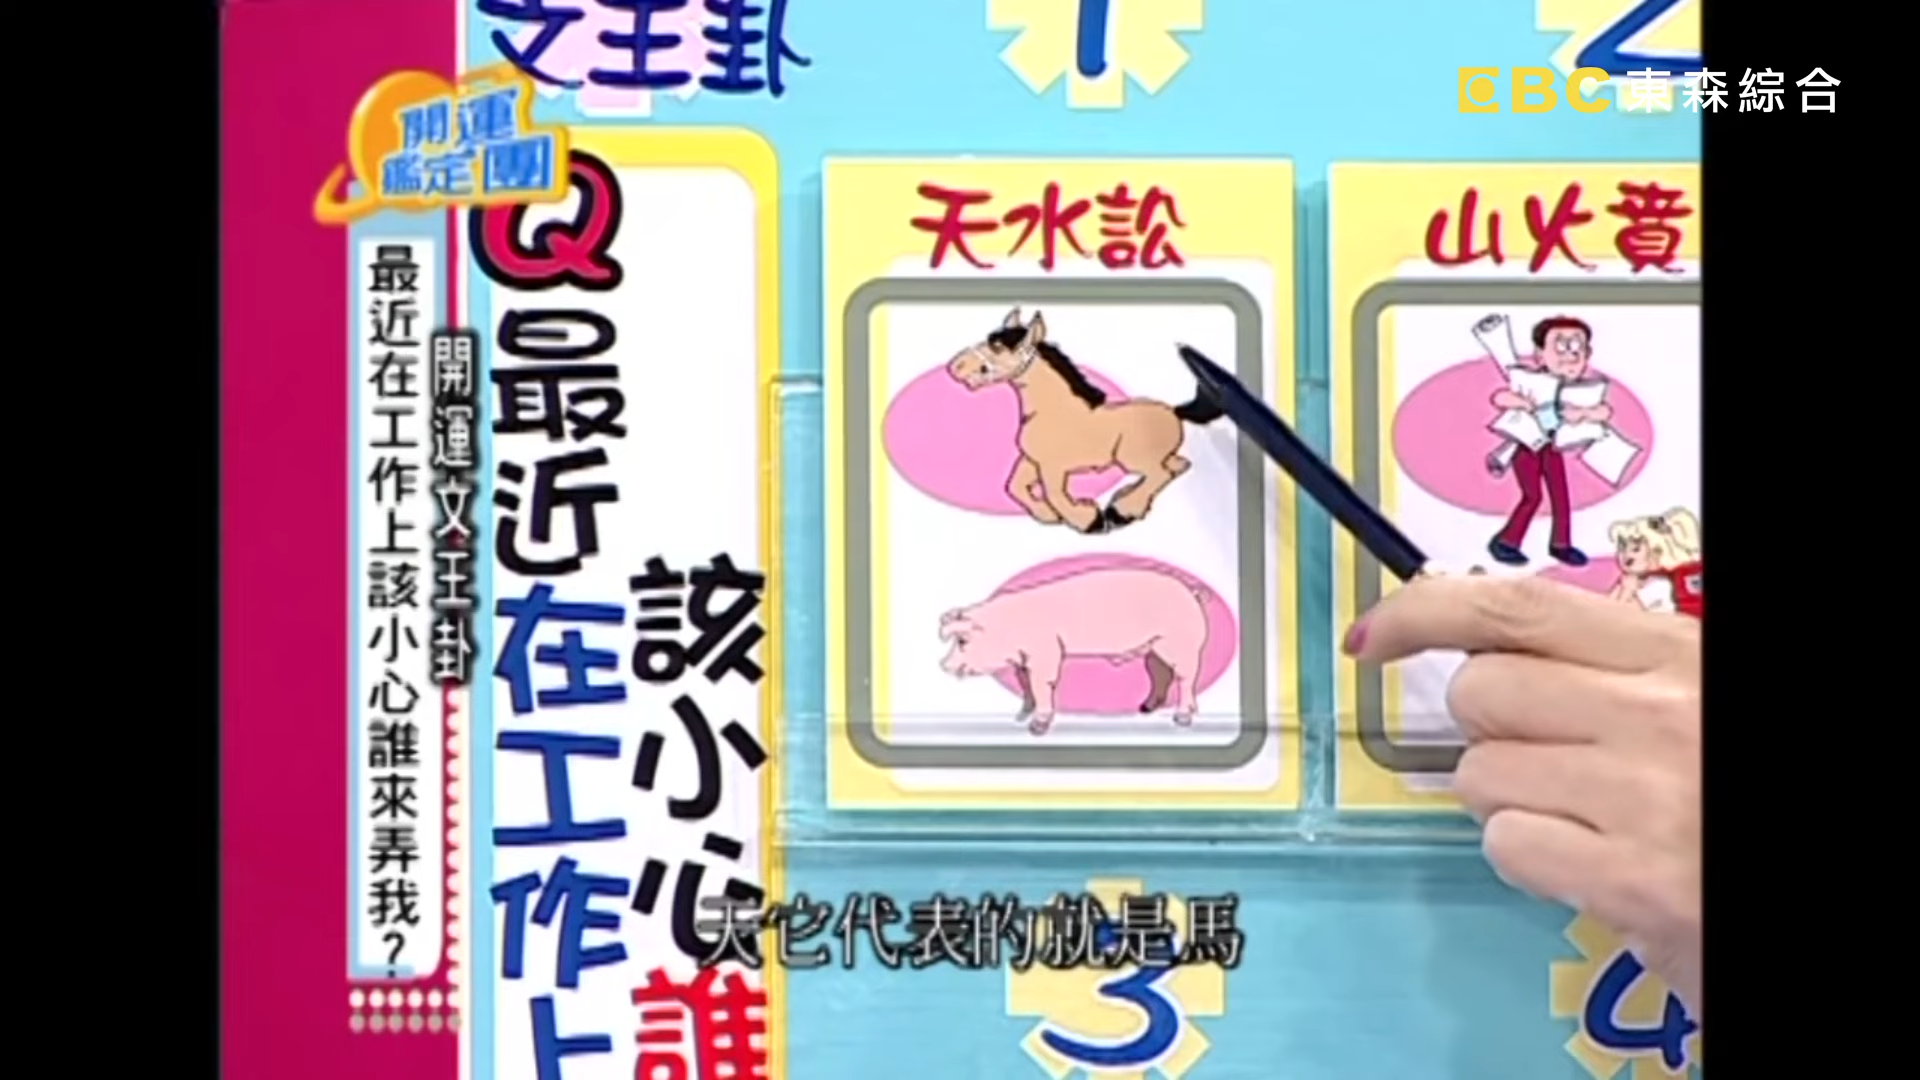 文王卦
1
2
EBC 東森綜合
開運
鑑定團
最近在工作上該小心誰來弄我?
開運文王卦
Q最近在工作上
該小心誰
天水訟
山火賁
天它代表的就是馬
3
4